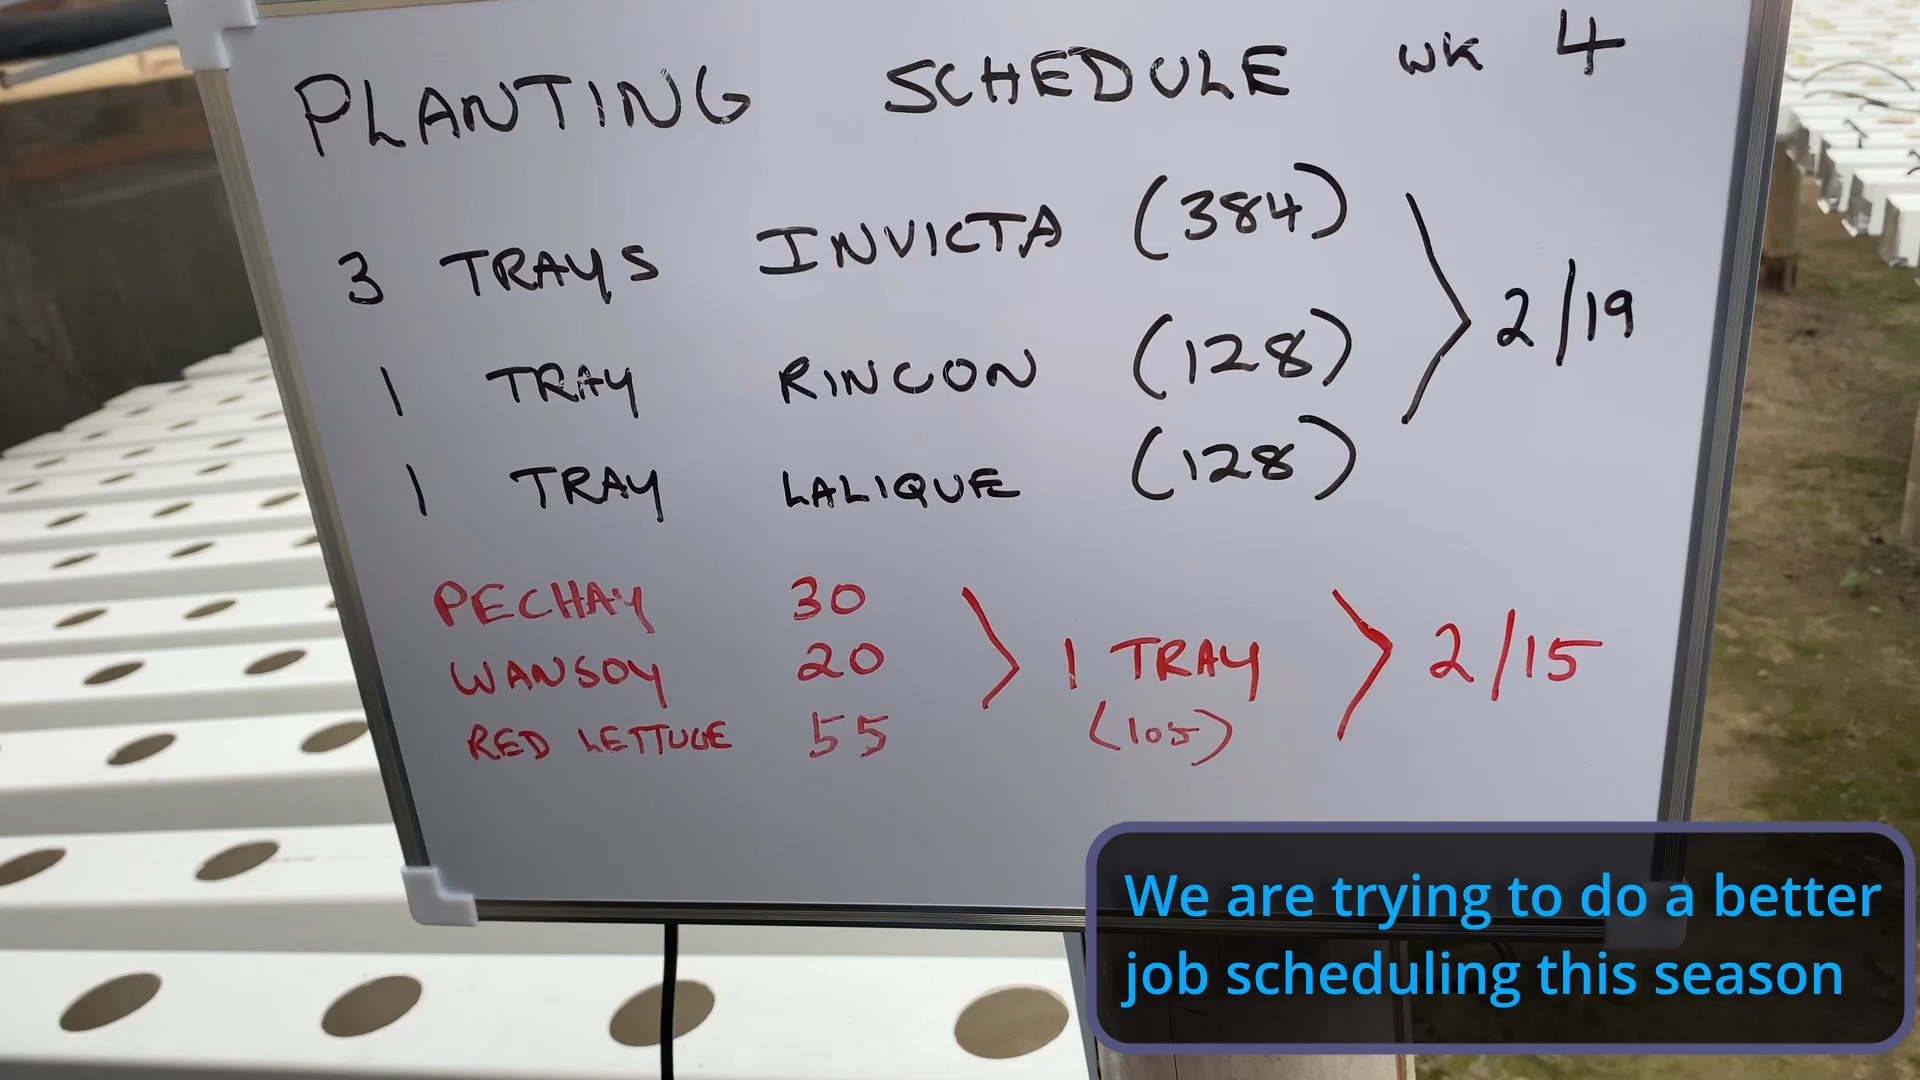 PLANTING SCHEDULE WK 4
3 TRAYS INVICTA (384)
1 TRAY RINCON (128)
1 TRAY LALIQUE (128)
2/19
PECHAY 30
WANSOY 20
RED LETTUCE 55
1 TRAY
(105)
2/15
We are trying to do a better
job scheduling this season